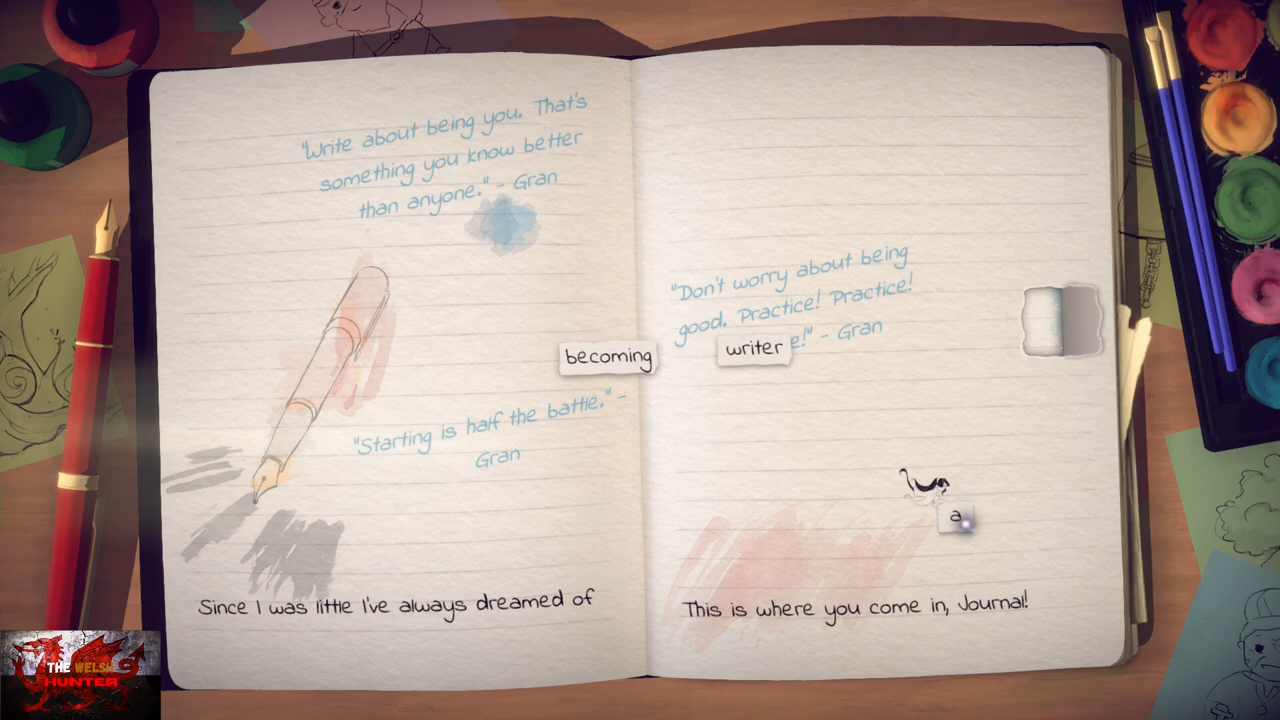 "Write about being you. That's
something you know better
than anyone." - Gran
"Starting is half the battle." -
Gran
Since I was little I've always dreamed of
"Don't worry about being
good. Practice! Practice!
e!" - Gran
becoming
writer
a
This is where you come in, Journal!
THE WELSH
HUNTER